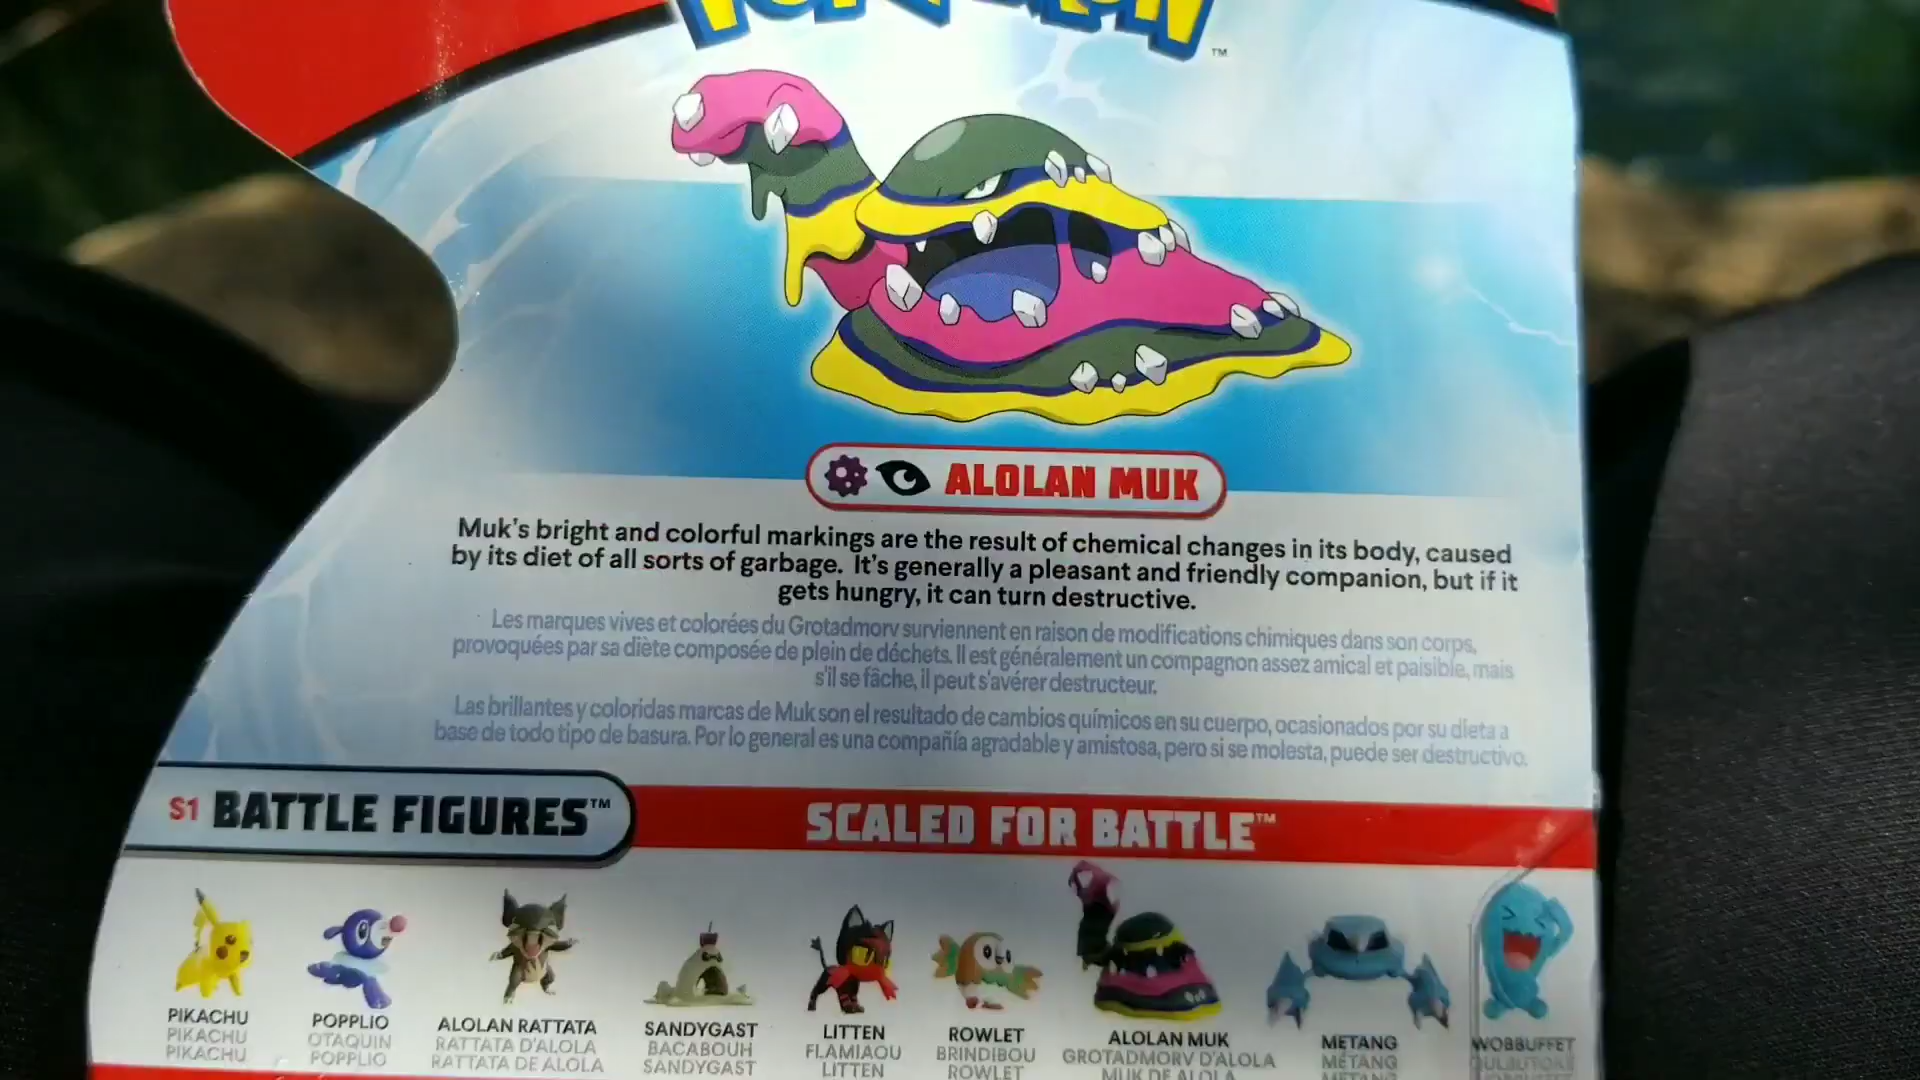 POKÉMON
TM
ALOLAN MUK
Muk's bright and colorful markings are the result of chemical changes in its body, caused
by its diet of all sorts of garbage. It's generally a pleasant and friendly companion, but if it
gets hungry, it can turn destructive.
Les marques vives et colorées du Grotadmorv surviennent en raison de modifications chimiques dans son corps,
provoquées par sa diète composée de plein de déchets. Il est généralement un compagnon assez amical et paisible, mais
s'il se fâche, il peut s'avérer destructeur.
Las brillantes y coloridas marcas de Muk son el resultado de cambios químicos en su cuerpo, ocasionados por su dieta a
base de todo tipo de basura. Por lo general es una compañía agradable y amistosa, pero si se molesta, puede ser destructivo.
S1 BATTLE FIGURES™
SCALED FOR BATTLE™
PIKACHU
PIKACHU
PIKACHU
POPPLIO
OTAQUIN
POPPLIO
ALOLAN RATTATA
RATTATA D'ALOLA
RATTATA DE ALOLA
SANDYGAST
BACABOUH
SANDYGAST
LITTEN
FLAMIAOU
LITTEN
ROWLET
BRINDIBOU
ROWLET
ALOLAN MUK
GROTADMORV D'ALOLA
MUK DE ALOLA
METANG
MÉTANG
METANG
WOBBUFFET